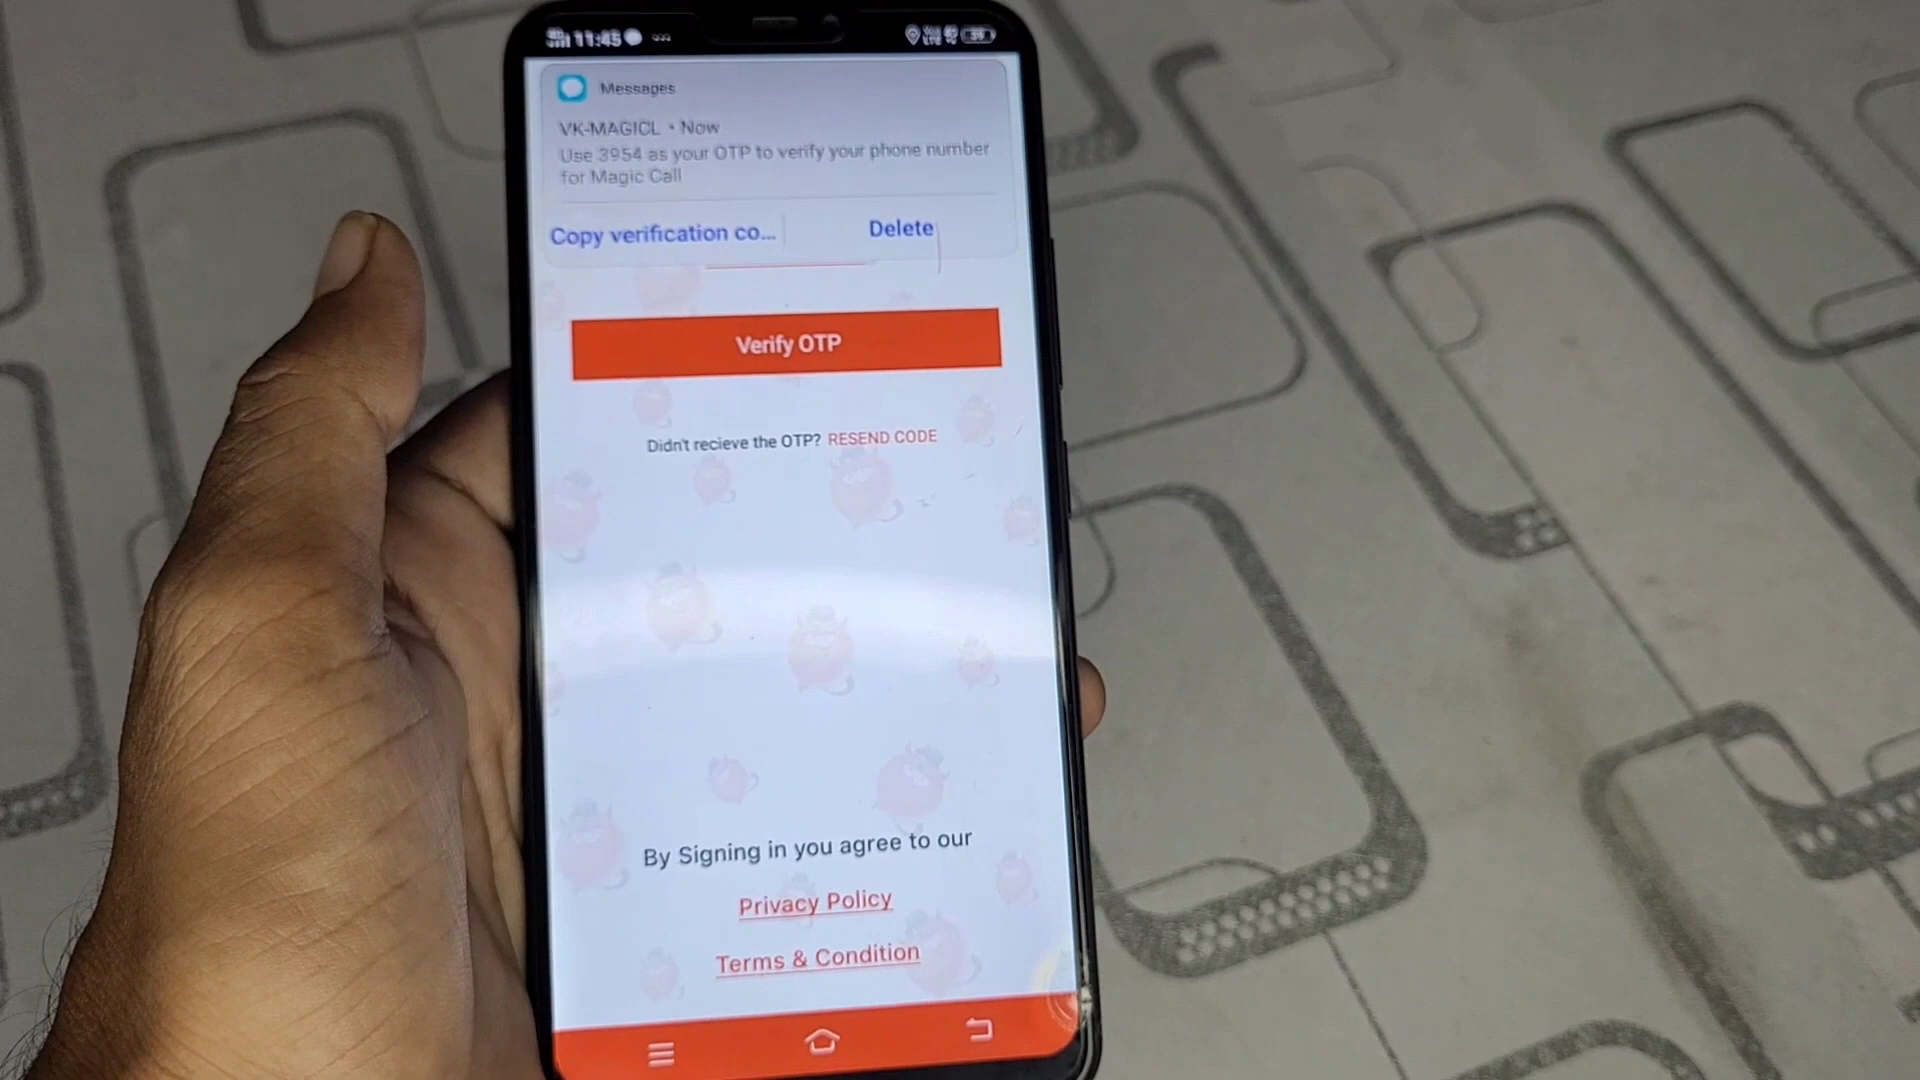 11:45
Messages
VK-MAGICL • Now
Use 3954 as your OTP to verify your phone number
for Magic Call
Copy verification co...
Delete
Verify OTP
Didn't recieve the OTP? RESEND CODE
By Signing in you agree to our
Privacy Policy
Terms & Condition